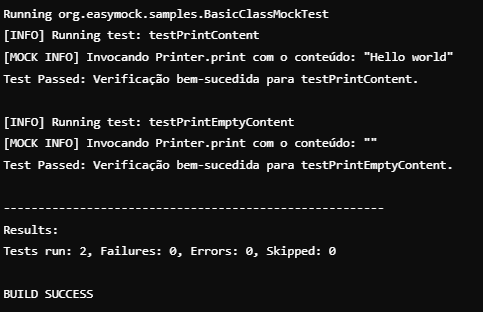 Running org.easymock.samples.BasicClassMockTest
[INFO] Running test: testPrintContent
[MOCK INFO] Invocando Printer.print com o conteúdo: "Hello world"
Test Passed: Verificação bem-sucedida para testPrintContent.
[INFO] Running test: testPrintEmptyContent
[MOCK INFO] Invocando Printer.print com o conteúdo: ""
Test Passed: Verificação bem-sucedida para testPrintEmptyContent.
-------------------------------------------------------
Results:
Tests run: 2, Failures: 0, Errors: 0, Skipped: 0
BUILD SUCCESS